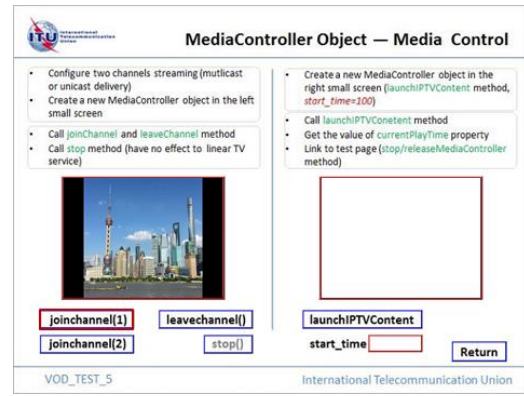 ITU International Telecommunication Union
MediaController Object — Media Control
• Configure two channels streaming (mutlicast
or unicast delivery)
• Create a new MediaController object in the left
small screen
• Call joinChannel and leaveChannel method
• Call stop method (have no effect to linear TV
service)
• Create a new MediaController object in the
right small screen (launchIPTVContent method,
start_time=100)
• Call launchIPTVConetent method
• Get the value of currentPlayTime property
• Link to test page (stop/releaseMediaController
method)
joinchannel(1)
leavechannel()
joinchannel(2)
stop()
launchIPTVContent
start_time
Return
VOD_TEST_5
International Telecommunication Union